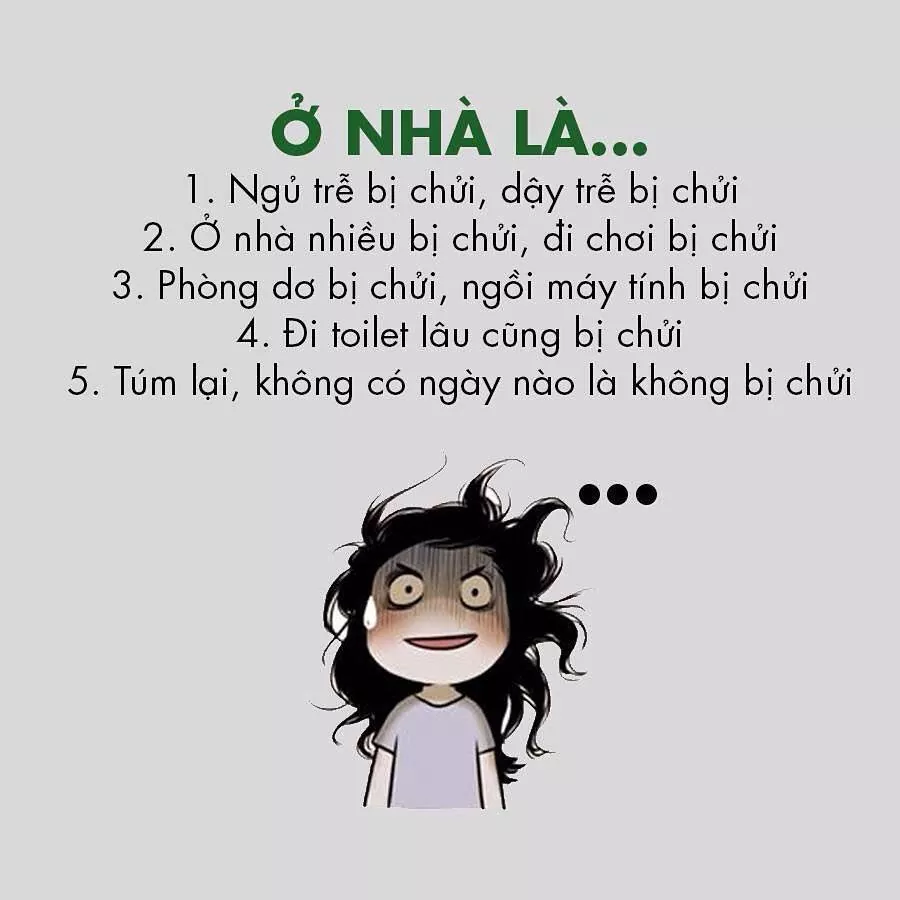 Ở NHÀ LÀ...
1. Ngủ trễ bị chửi, dậy trễ bị chửi
2. Ở nhà nhiều bị chửi, đi chơi bị chửi
3. Phòng dơ bị chửi, ngồi máy tính bị chửi
4. Đi toilet lâu cũng bị chửi
5. Túm lại, không có ngày nào là không bị chửi
...